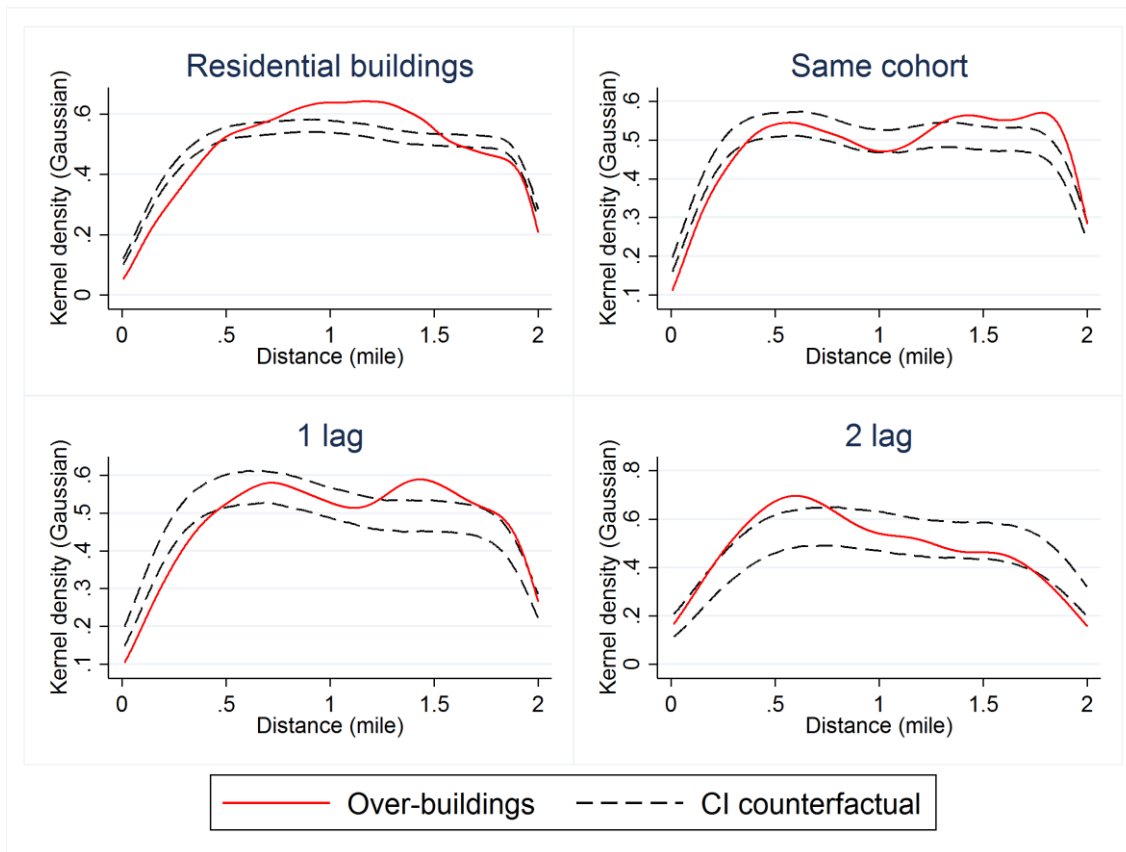 Residential buildings
Kernel density (Gaussian)
.6
.4
.2
0
0 .5 1 1.5 2
Distance (mile)
Same cohort
Kernel density (Gaussian)
.6
.5
.4
.3
.2
.1
0 .5 1 1.5 2
Distance (mile)
1 lag
Kernel density (Gaussian)
.6
.5
.4
.3
.2
.1
0 .5 1 1.5 2
Distance (mile)
2 lag
Kernel density (Gaussian)
.8
.6
.4
.2
0
0 .5 1 1.5 2
Distance (mile)
Over-buildings CI counterfactual